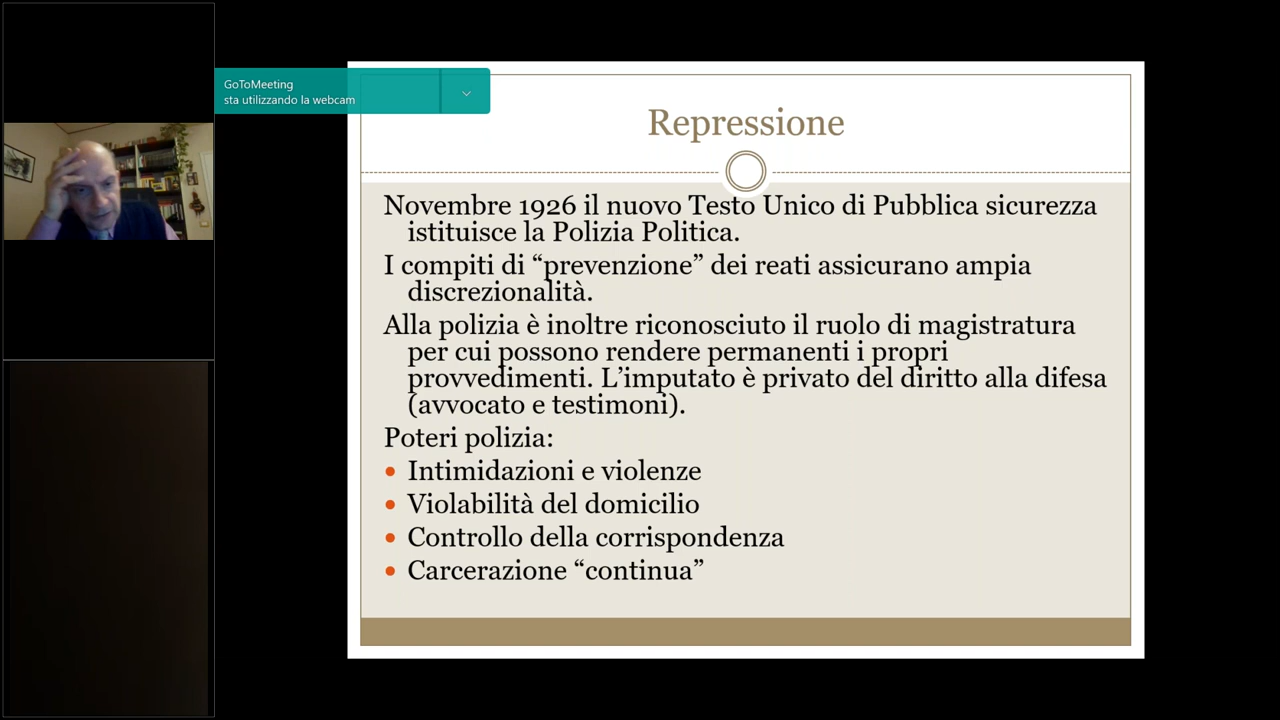 GoToMeeting
sta utilizzando la webcam
Repressione
Novembre 1926 il nuovo Testo Unico di Pubblica sicurezza
istituisce la Polizia Politica.
I compiti di “prevenzione” dei reati assicurano ampia
discrezionalità.
Alla polizia è inoltre riconosciuto il ruolo di magistratura
per cui possono rendere permanenti i propri
provvedimenti. L’imputato è privato del diritto alla difesa
(avvocato e testimoni).
Poteri polizia:
• Intimidazioni e violenze
• Violabilità del domicilio
• Controllo della corrispondenza
• Carcerazione “continua”